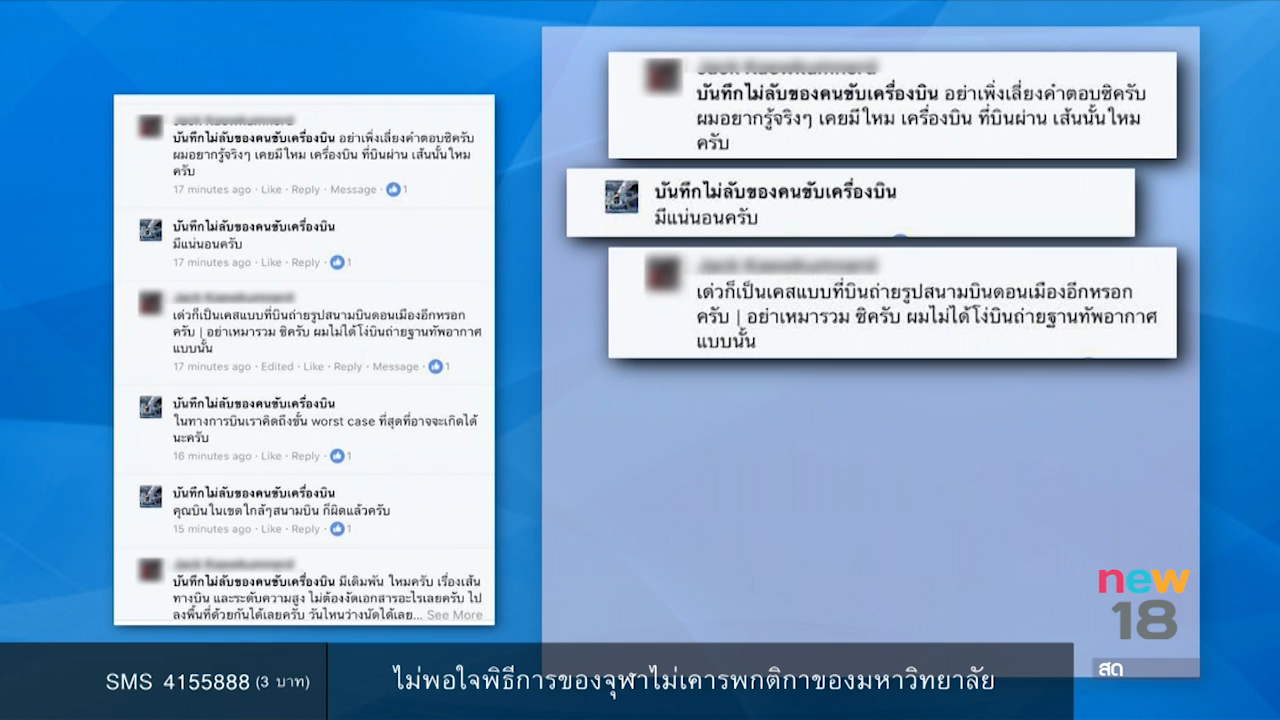 บันทึกไม่ลับของคนขับเครื่องบิน อย่าเพิ่งเลี่ยงคำตอบซิครับ
ผมอยากรู้จริงๆ เคยมีใหม เครื่องบิน ที่บินผ่าน เส้นนั้นใหม
ครับ
17 minutes ago · Like · Reply · Message · 1
บันทึกไม่ลับของคนขับเครื่องบิน
มีแน่นอนครับ
17 minutes ago · Like · Reply · 1
เด่วก็เป็นเคสแบบที่บินถ่ายรูปสนามบินดอนเมืองอีกหรอก
ครับ | อย่าเหมารวม ซิครับ ผมไม่ได้โง่บินถ่ายฐานทัพอากาศ
แบบนั้น
17 minutes ago · Edited · Like · Reply · Message · 1
บันทึกไม่ลับของคนขับเครื่องบิน
ในทางการบินเราคิดถึงขั้น worst case ที่สุดที่อาจจะเกิดได้
นะครับ
16 minutes ago · Like · Reply · 1
บันทึกไม่ลับของคนขับเครื่องบิน
คุณบินในเขตใกล้ๆสนามบิน ก็ผิดแล้วครับ
15 minutes ago · Like · Reply · 1
บันทึกไม่ลับของคนขับเครื่องบิน มีเดิมพัน ใหมครับ เรื่องเส้น
ทางบิน และระดับความสูง ไม่ต้องงัดเอกสารอะไรเลยครับ ไป
ลงพื้นที่ด้วยกันได้เลยครับ วันไหนว่างนัดได้เลย... See More
บันทึกไม่ลับของคนขับเครื่องบิน อย่าเพิ่งเลี่ยงคำตอบซิครับ
ผมอยากรู้จริงๆ เคยมีใหม เครื่องบิน ที่บินผ่าน เส้นนั้นใหม
ครับ
บันทึกไม่ลับของคนขับเครื่องบิน
มีแน่นอนครับ
เด่วก็เป็นเคสแบบที่บินถ่ายรูปสนามบินดอนเมืองอีกหรอก
ครับ | อย่าเหมารวม ซิครับ ผมไม่ได้โง่บินถ่ายฐานทัพอากาศ
แบบนั้น
new
18
สด
SMS 4155888 (3 บาท)
ไม่พอใจพิธีการของจุฬาไม่เคารพกติกาของมหาวิทยาลัย